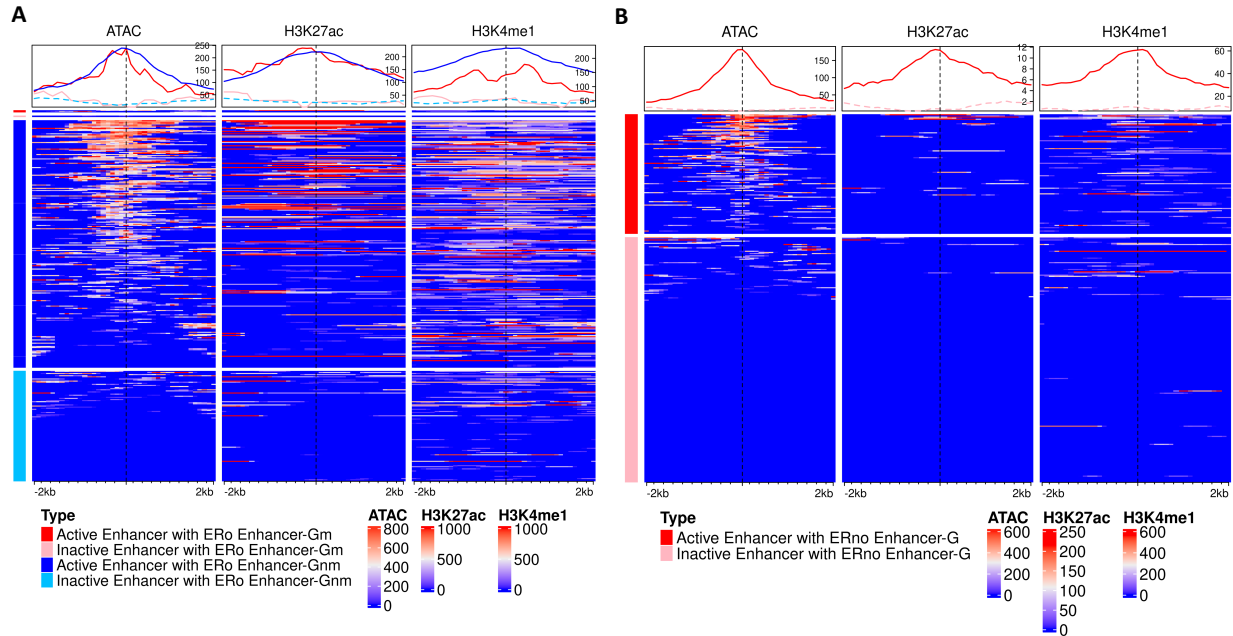 A
ATAC H3K27ac H3K4me1
250
200
150
100
50
200
150
100
50
200
150
100
50
-2kb 2kb -2kb 2kb -2kb 2kb
Type
Active Enhancer with ERo Enhancer-Gm
Inactive Enhancer with ERo Enhancer-Gm
Active Enhancer with ERo Enhancer-Gnm
Inactive Enhancer with ERo Enhancer-Gnm
ATAC
800
600
400
200
0
H3K27ac
1000
500
0
H3K4me1
1000
500
0
B
ATAC H3K27ac H3K4me1
150
100
50
12
10
8
6
4
2
60
40
20
-2kb 2kb -2kb 2kb -2kb 2kb
Type
Active Enhancer with ERno Enhancer-G
Inactive Enhancer with ERno Enhancer-G
ATAC
600
400
200
0
H3K27ac
250
200
150
100
50
0
H3K4me1
600
400
200
0